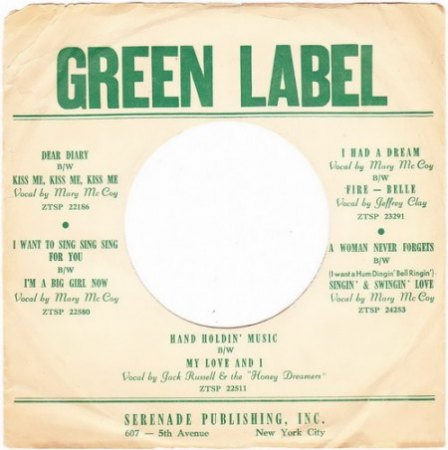 GREEN LABEL
DEAR DIARY
B/W
KISS ME, KISS ME, KISS ME
Vocal by Mary Mc Coy
ZTSP 22186
I WANT TO SING SING SING
FOR YOU
B/W
I'M A BIG GIRL NOW
Vocal by Mary Mc Coy
ZTSP 22580
I HAD A DREAM
Vocal by Mary Mc Coy
B/W
FIRE — BELLE
Vocal by Jeffrey Clay
ZTSP 23291
A WOMAN NEVER FORGETS
B/W
(I want a Hum Dingin' Bell Ringin')
SINGIN' & SWINGIN' LOVE
Vocal by Mary Mc Coy
ZTSP 24253
HAND HOLDIN' MUSIC
B/W
MY LOVE AND I
Vocal by Jack Russell & the "Honey Dreamers"
ZTSP 22511
SERENADE PUBLISHING, INC.
607 — 5th Avenue New York City